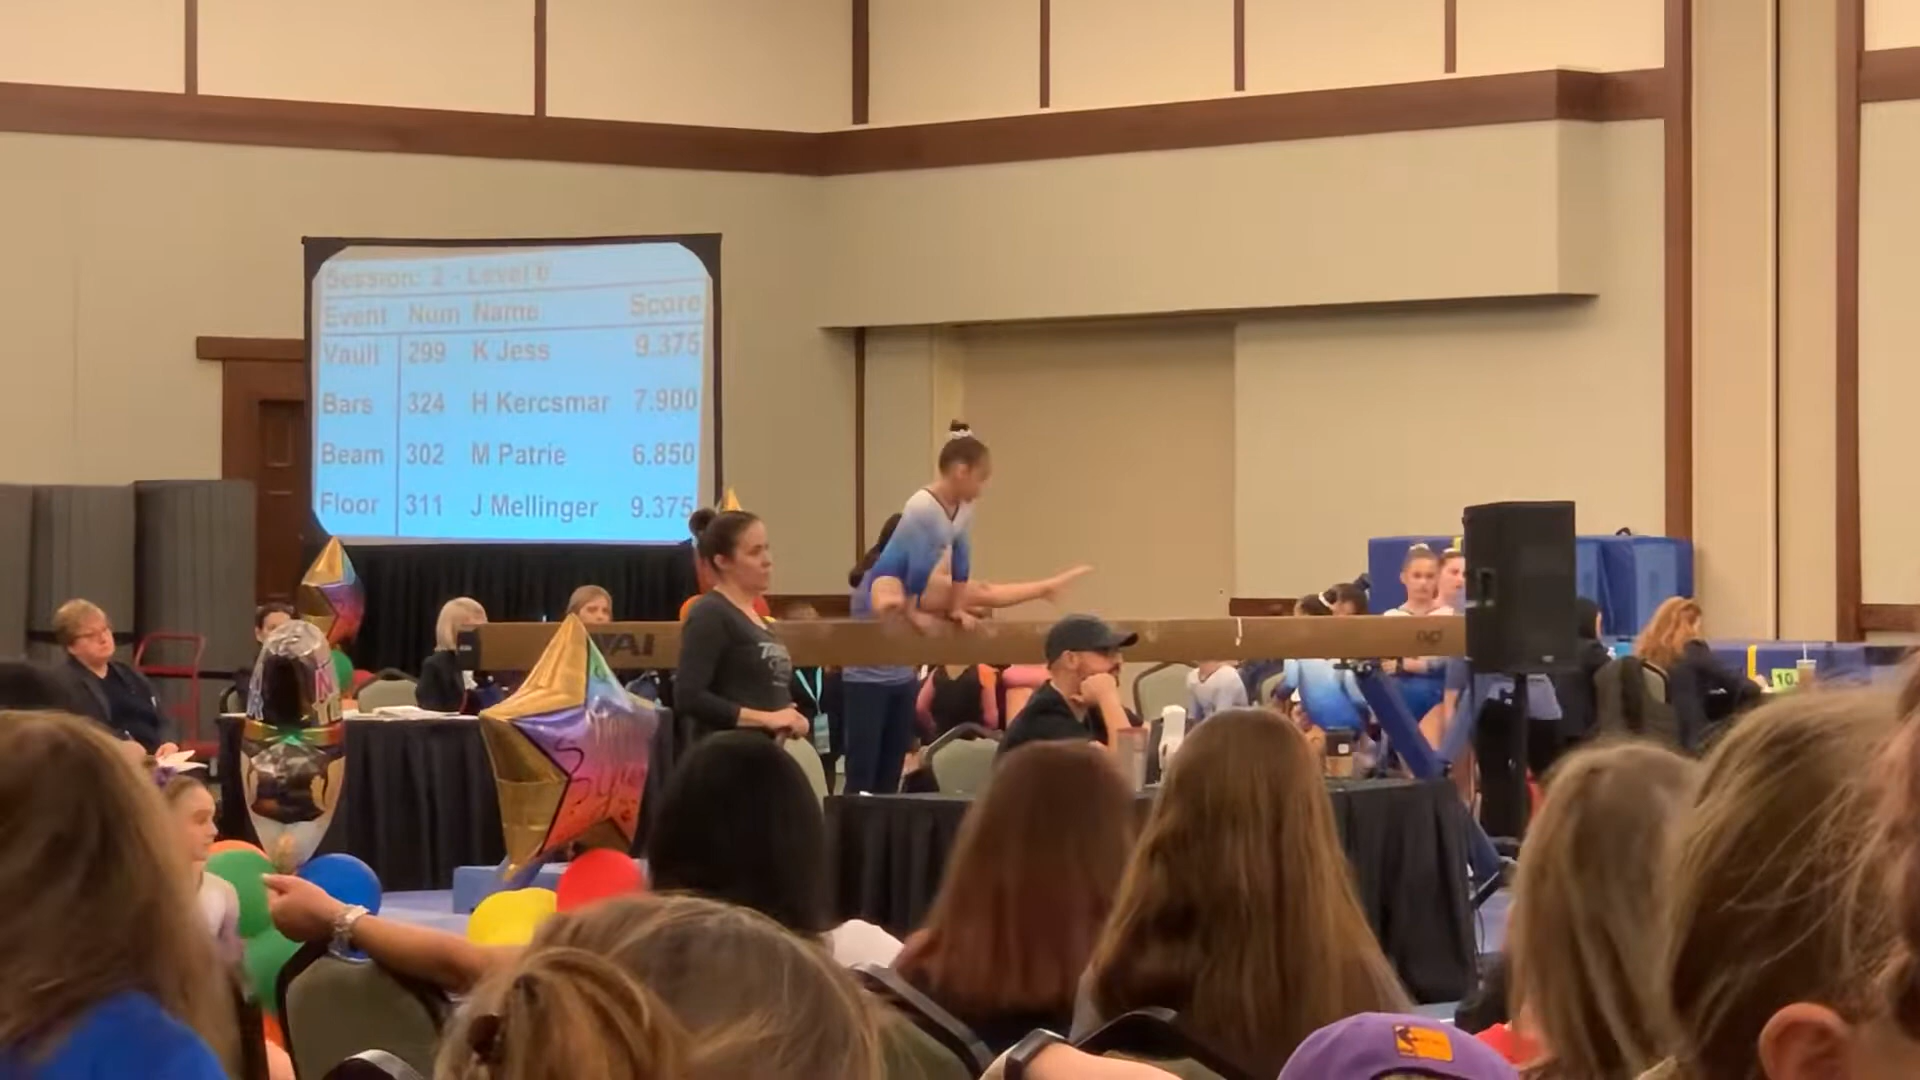 Session: 2 - Level 6
Event Num Name Score
Vault 299 K Jess 9.375
Bars 324 H Kercsmar 7.900
Beam 302 M Patrie 6.850
Floor 311 J Mellinger 9.375
10